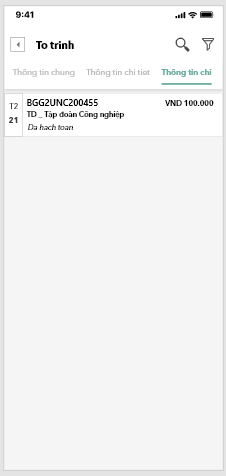 9:41
To trinh
Thông tin chung Thông tin chi tiet Thông tin chi
T2 BGG2UNC200455 VND 100.000
TD _ Tập đoàn Công nghiệp
21
Da hach toan